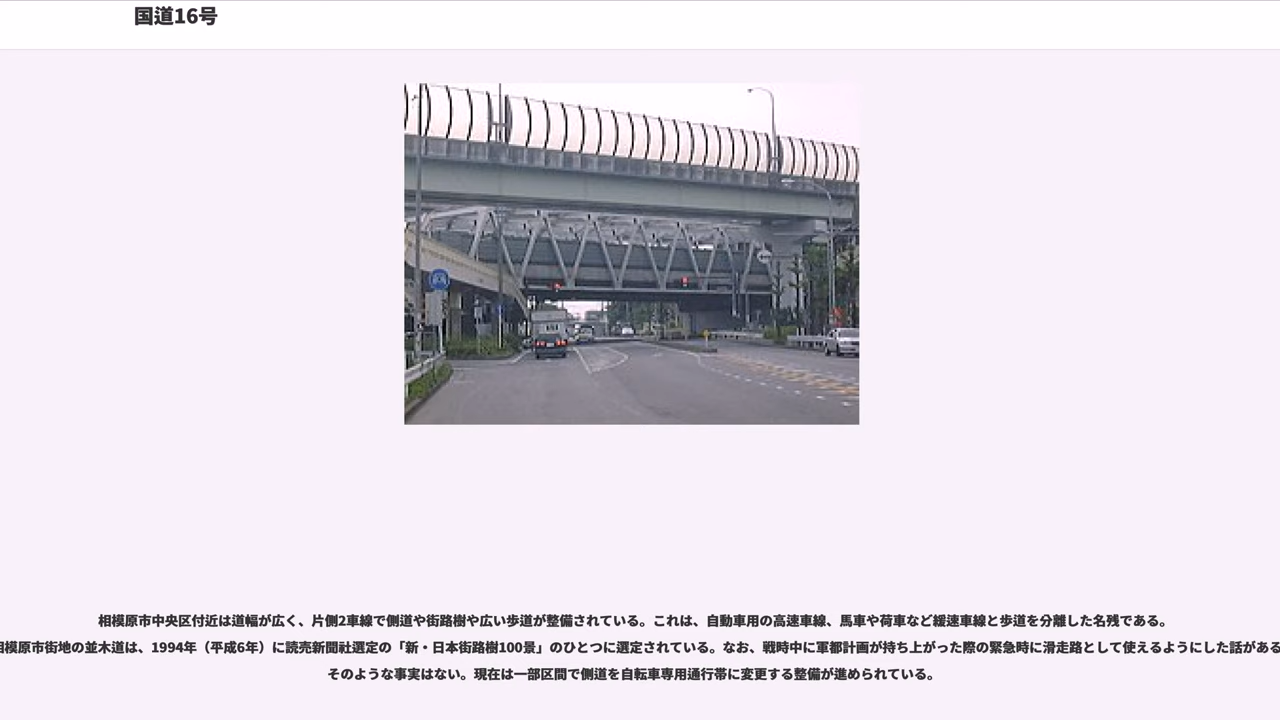 国道16号
相模原市中央区付近は道幅が広く、片側2車線で側道や街路樹や広い歩道が整備されている。これは、自動車用の高速車線、馬車や荷車など緩速車線と歩道を分離した名残である。
相模原市街地の並木道は、1994年（平成6年）に読売新聞社選定の「新・日本街路樹100景」のひとつに選定されている。なお、戦時中に軍都計画が持ち上がった際の緊急時に滑走路として使えるようにした話がある
そのような事実はない。現在は一部区間で側道を自転車専用通行帯に変更する整備が進められている。